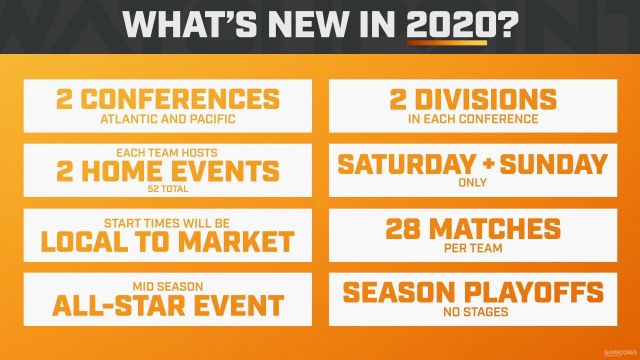 WHAT'S NEW IN 2020?
2 CONFERENCES
ATLANTIC AND PACIFIC
2 DIVISIONS
IN EACH CONFERENCE
EACH TEAM HOSTS
2 HOME EVENTS
52 TOTAL
SATURDAY + SUNDAY
ONLY
START TIMES WILL BE
LOCAL TO MARKET
28 MATCHES
PER TEAM
MID SEASON
ALL-STAR EVENT
SEASON PLAYOFFS
NO STAGES
GAMECORES